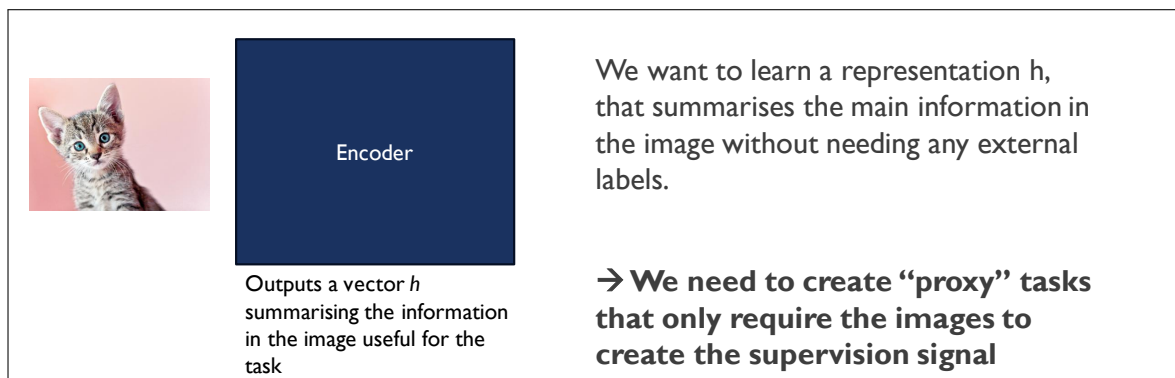 Encoder
Outputs a vector h
summarising the information
in the image useful for the
task
We want to learn a representation h,
that summarises the main information in
the image without needing any external
labels.
→ We need to create “proxy” tasks
that only require the images to
create the supervision signal